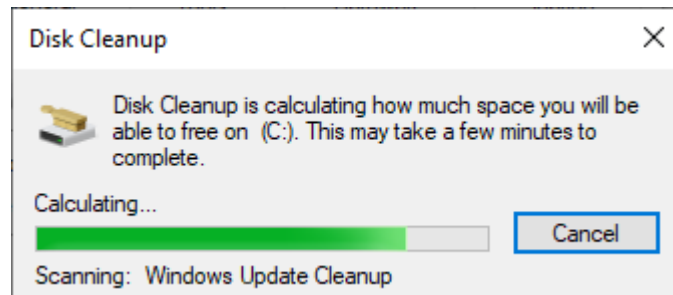 Disk Cleanup
Disk Cleanup is calculating how much space you will be
able to free on (C:). This may take a few minutes to
complete.
Calculating...
Cancel
Scanning: Windows Update Cleanup